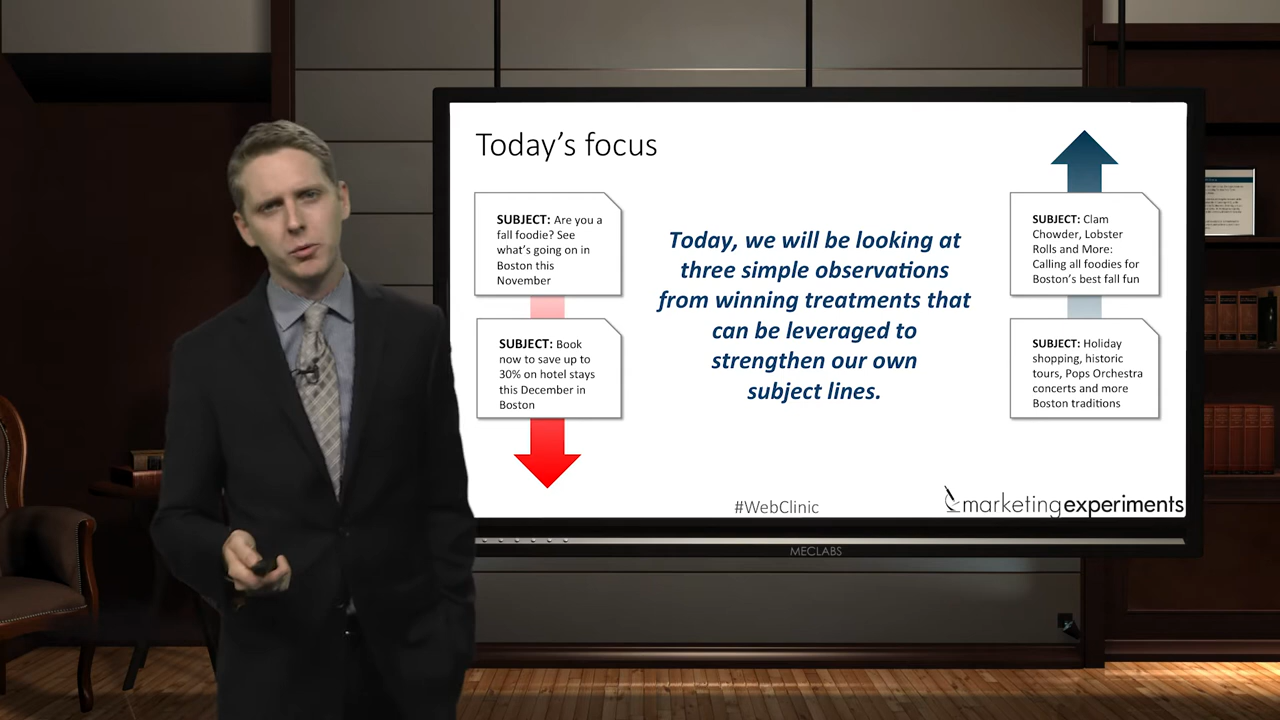 Today's focus
SUBJECT: Are you a
fall foodie? See
what's going on in
Boston this
November
SUBJECT: Book
now to save up to
30% on hotel stays
this December in
Boston
Today, we will be looking at
three simple observations
from winning treatments that
can be leveraged to
strengthen our own
subject lines.
SUBJECT: Clam
Chowder, Lobster
Rolls and More:
Calling all foodies for
Boston's best fall fun
SUBJECT: Holiday
shopping, historic
tours, Pops Orchestra
concerts and more
Boston traditions
#WebClinic
marketingexperiments
MECLABS